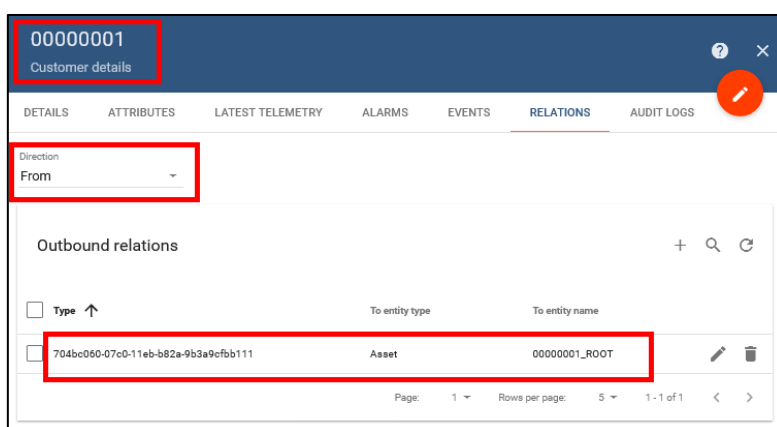 00000001
Customer details
DETAILS ATTRIBUTES LATEST TELEMETRY ALARMS EVENTS RELATIONS AUDIT LOGS
Direction
From
Outbound relations
Type To entity type To entity name
704bc060-07c0-11eb-b82a-9b3a9cfbb111 Asset 00000001_ROOT
Page: 1 Rows per page: 5 1 - 1 of 1